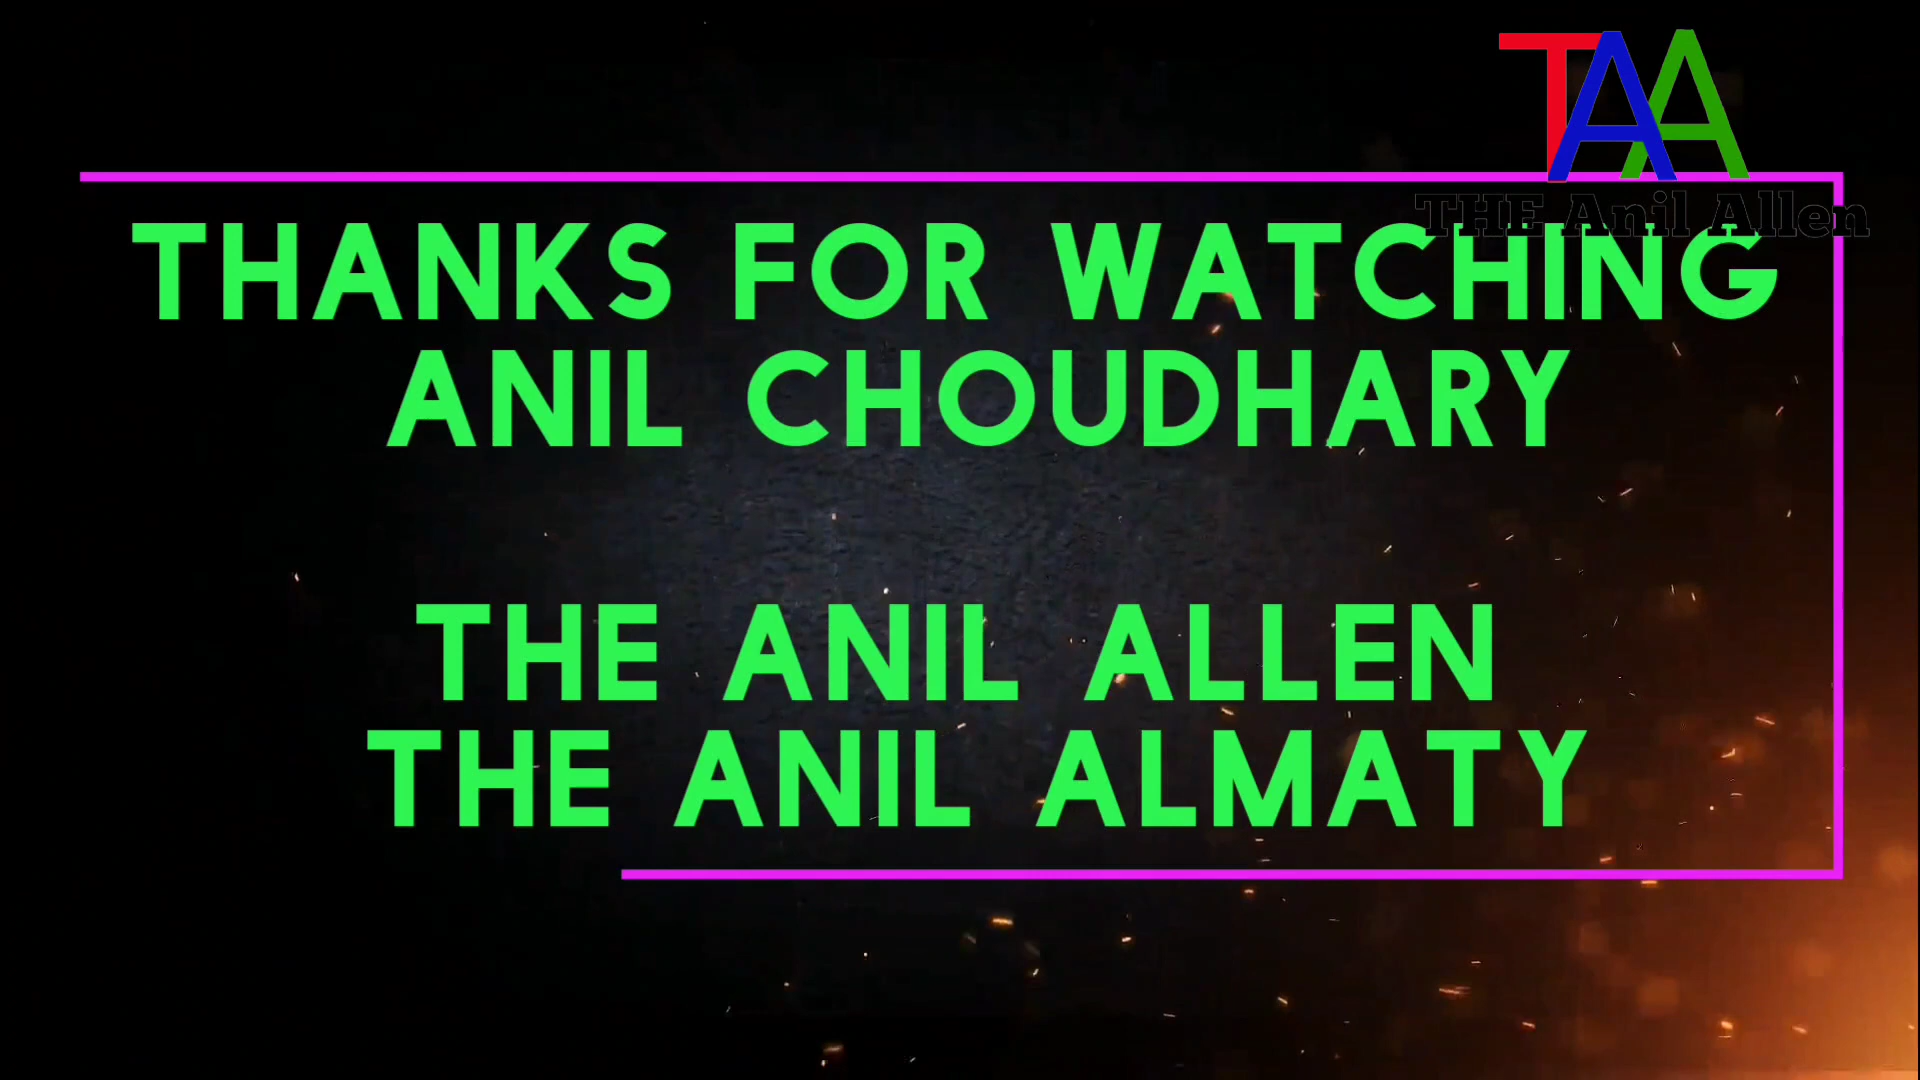 TAA
THE Anil Allen
THANKS FOR WATCHING
ANIL CHOUDHARY
THE ANIL ALLEN
THE ANIL ALMATY